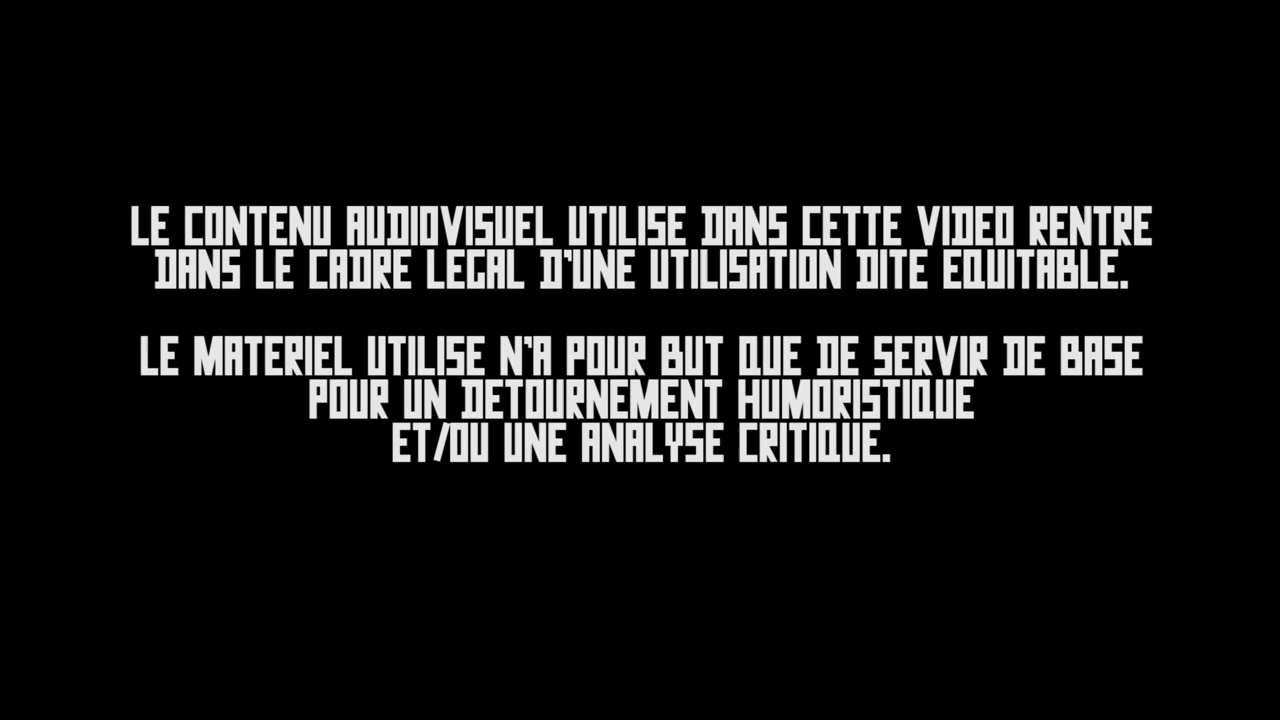 LE CONTENU AUDIOVISUEL UTILISE DANS CETTE VIDEO RENTRE
DANS LE CADRE LEGAL D'UNE UTILISATION DITE EQUITABLE.
LE MATERIEL UTILISE N'A POUR BUT QUE DE SERVIR DE BASE
POUR UN DETOURNEMENT HUMORISTIQUE
ET/OU UNE ANALYSE CRITIQUE.